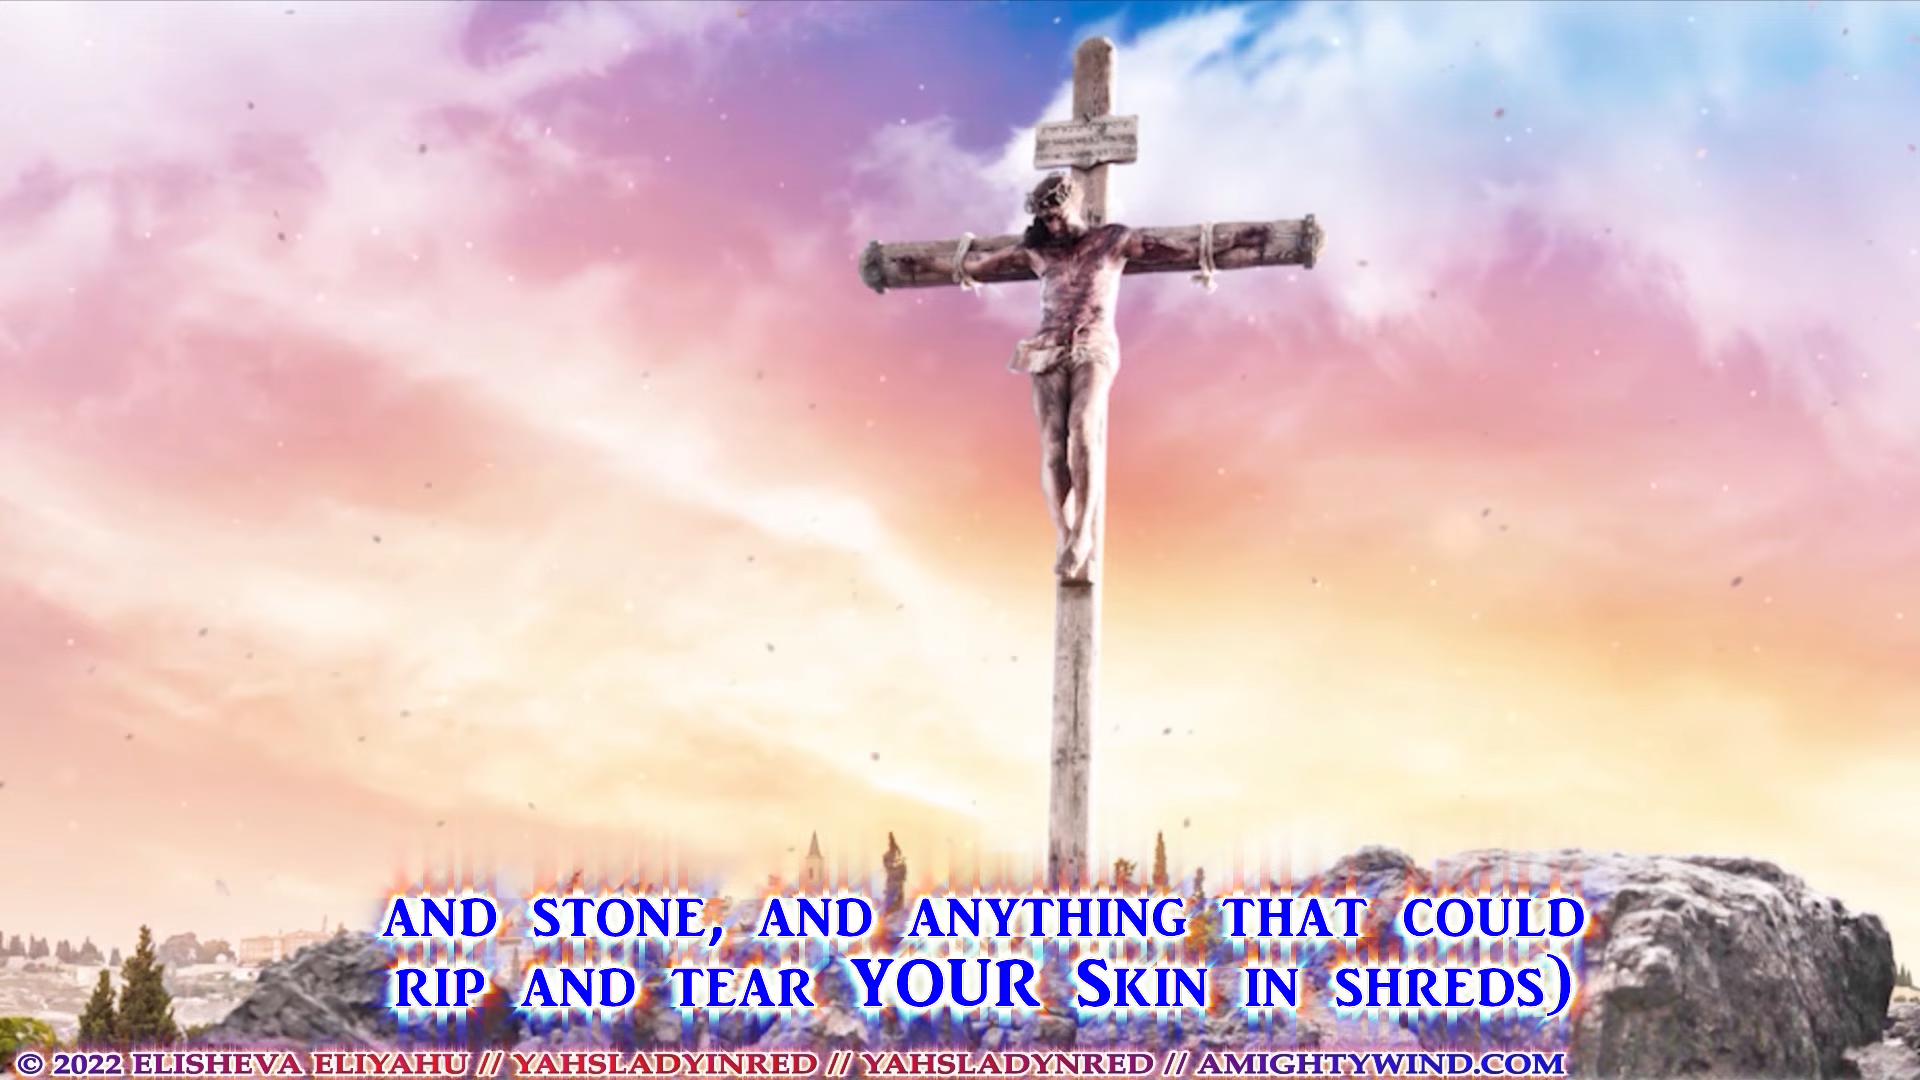 AND STONE, AND ANYTHING THAT COULD
RIP AND TEAR YOUR SKIN IN SHREDS)
© 2022 ELISHEVA ELIYAHU // YAHSLADYINRED // YAHSLADYNRED // AMIGHTYWIND.COM